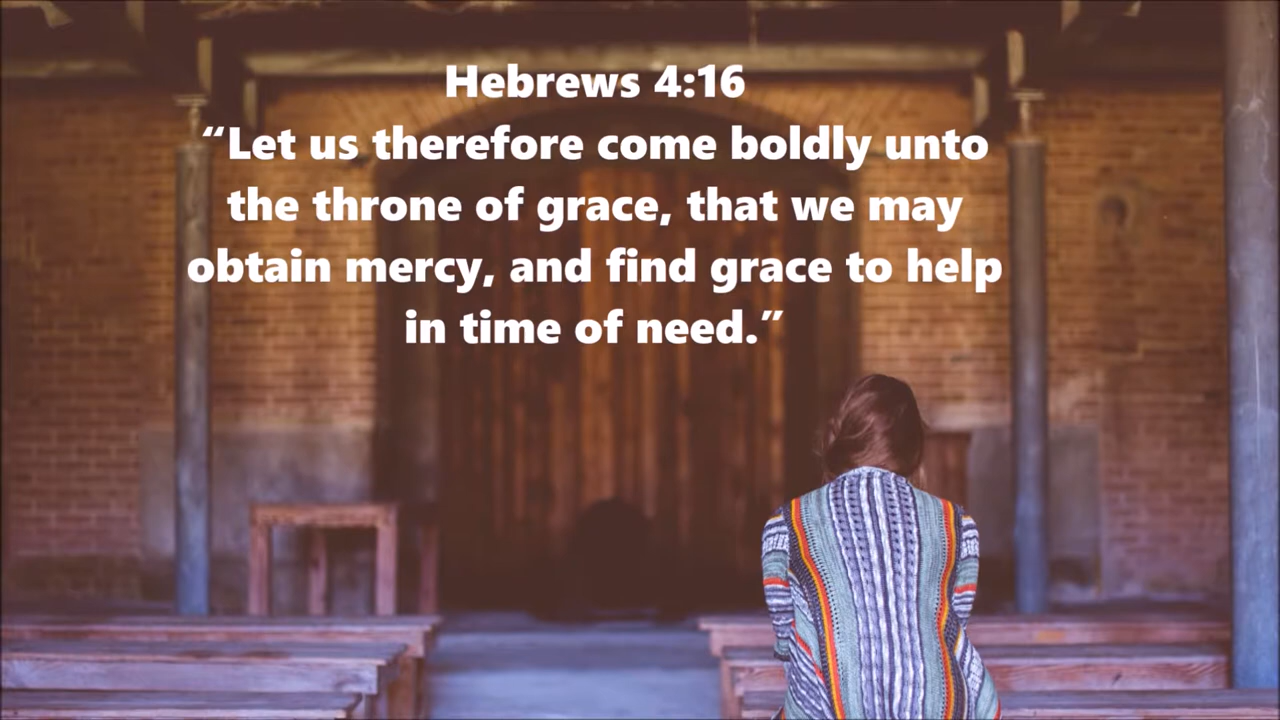 Hebrews 4:16
“Let us therefore come boldly unto
the throne of grace, that we may
obtain mercy, and find grace to help
in time of need.”